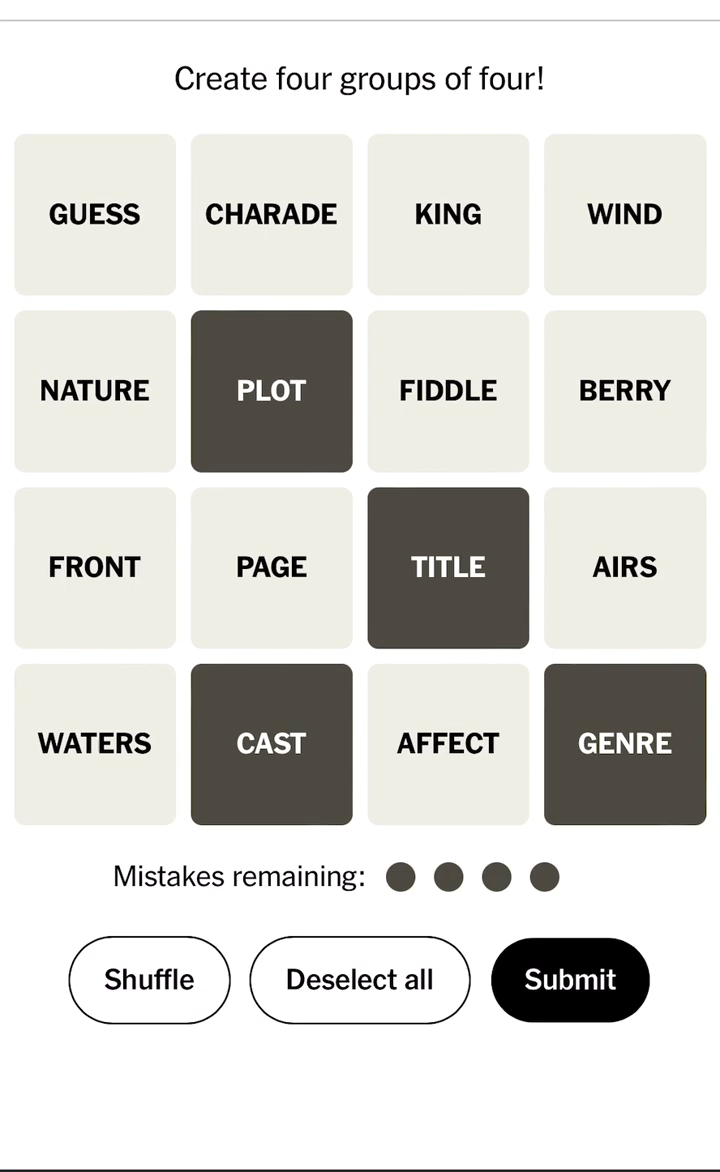 Create four groups of four!
GUESS CHARADE KING WIND
NATURE PLOT FIDDLE BERRY
FRONT PAGE TITLE AIRS
WATERS CAST AFFECT GENRE
Mistakes remaining:
Shuffle Deselect all Submit